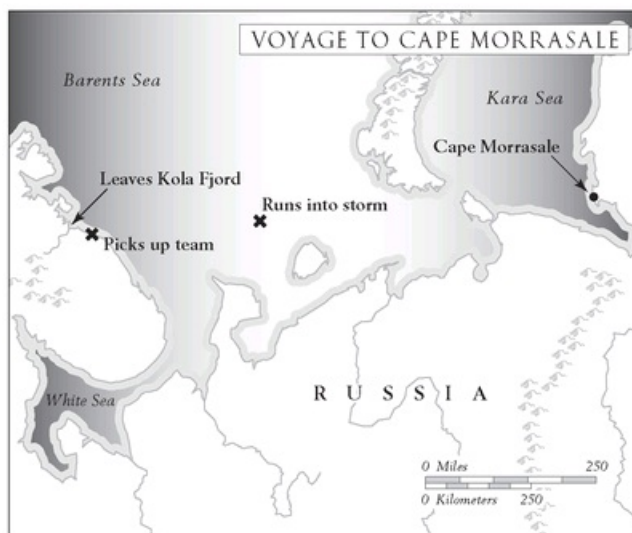 VOYAGE TO CAPE MORRASALE
Barents Sea
Kara Sea
Cape Morrasale
Leaves Kola Fjord
Runs into storm
Picks up team
White Sea
RUSSIA
0 Miles 250
0 Kilometers 250